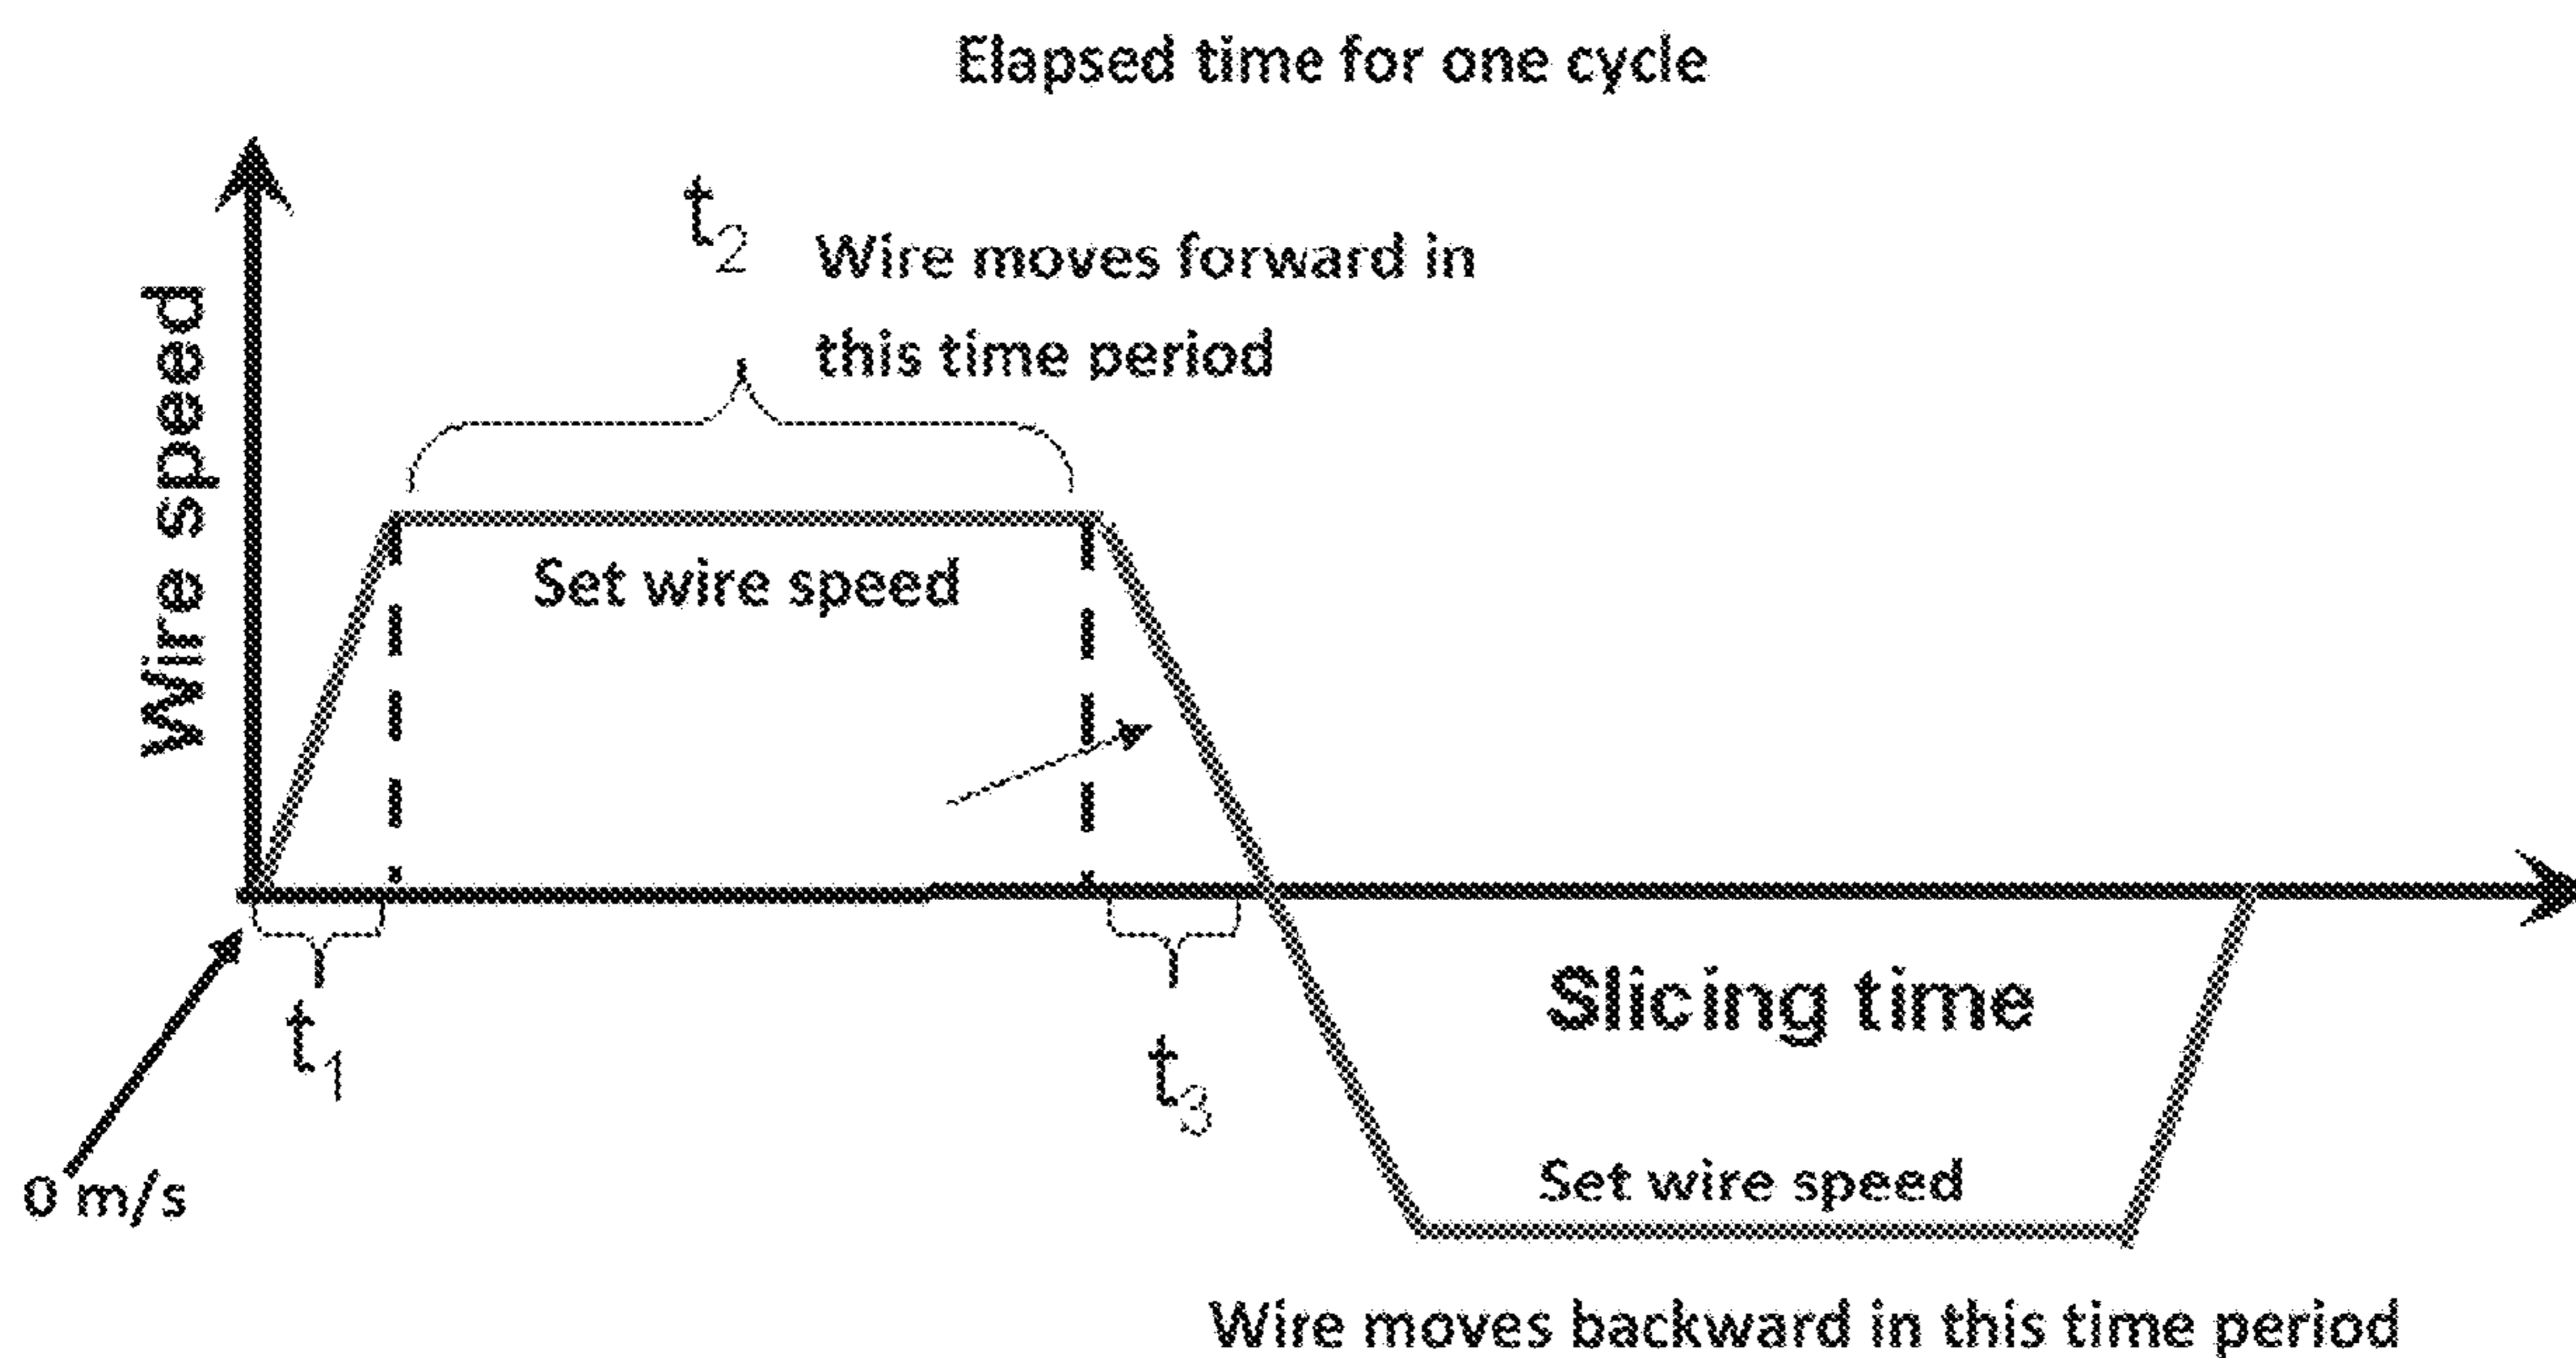 Elapsed time for one cycle
t2
Wire moves forward in
this time period
Wire speed
Set wire speed
t1
t3
0 m/s
Slicing time
Set wire speed
Wire moves backward in this time period